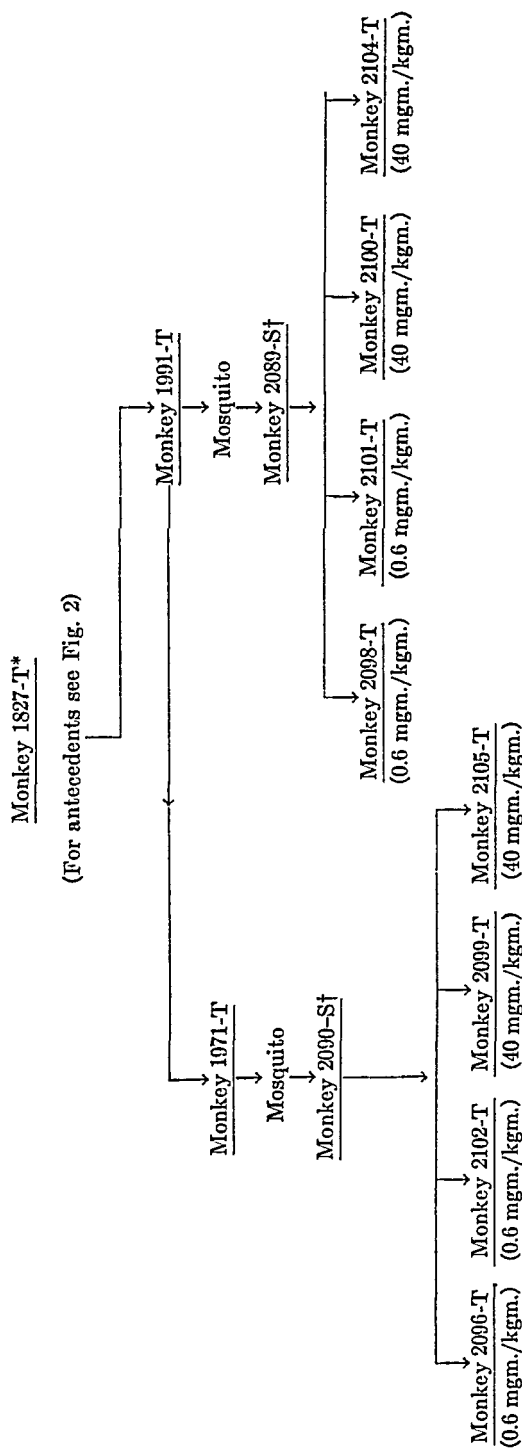 Monkey 1827-T*
(For antecedents see Fig. 2)
Monkey 1991-T
Mosquito
Monkey 2089-S†
Monkey 2098-T
(0.6 mgm./kgm.)
Monkey 2101-T
(0.6 mgm./kgm.)
Monkey 2100-T
(40 mgm./kgm.)
Monkey 2104-T
(40 mgm./kgm.)
Monkey 1971-T
Mosquito
Monkey 2090-S†
Monkey 2096-T
(0.6 mgm./kgm.)
Monkey 2102-T
(0.6 mgm./kgm.)
Monkey 2099-T
(40 mgm./kgm.)
Monkey 2105-T
(40 mgm./kgm.)